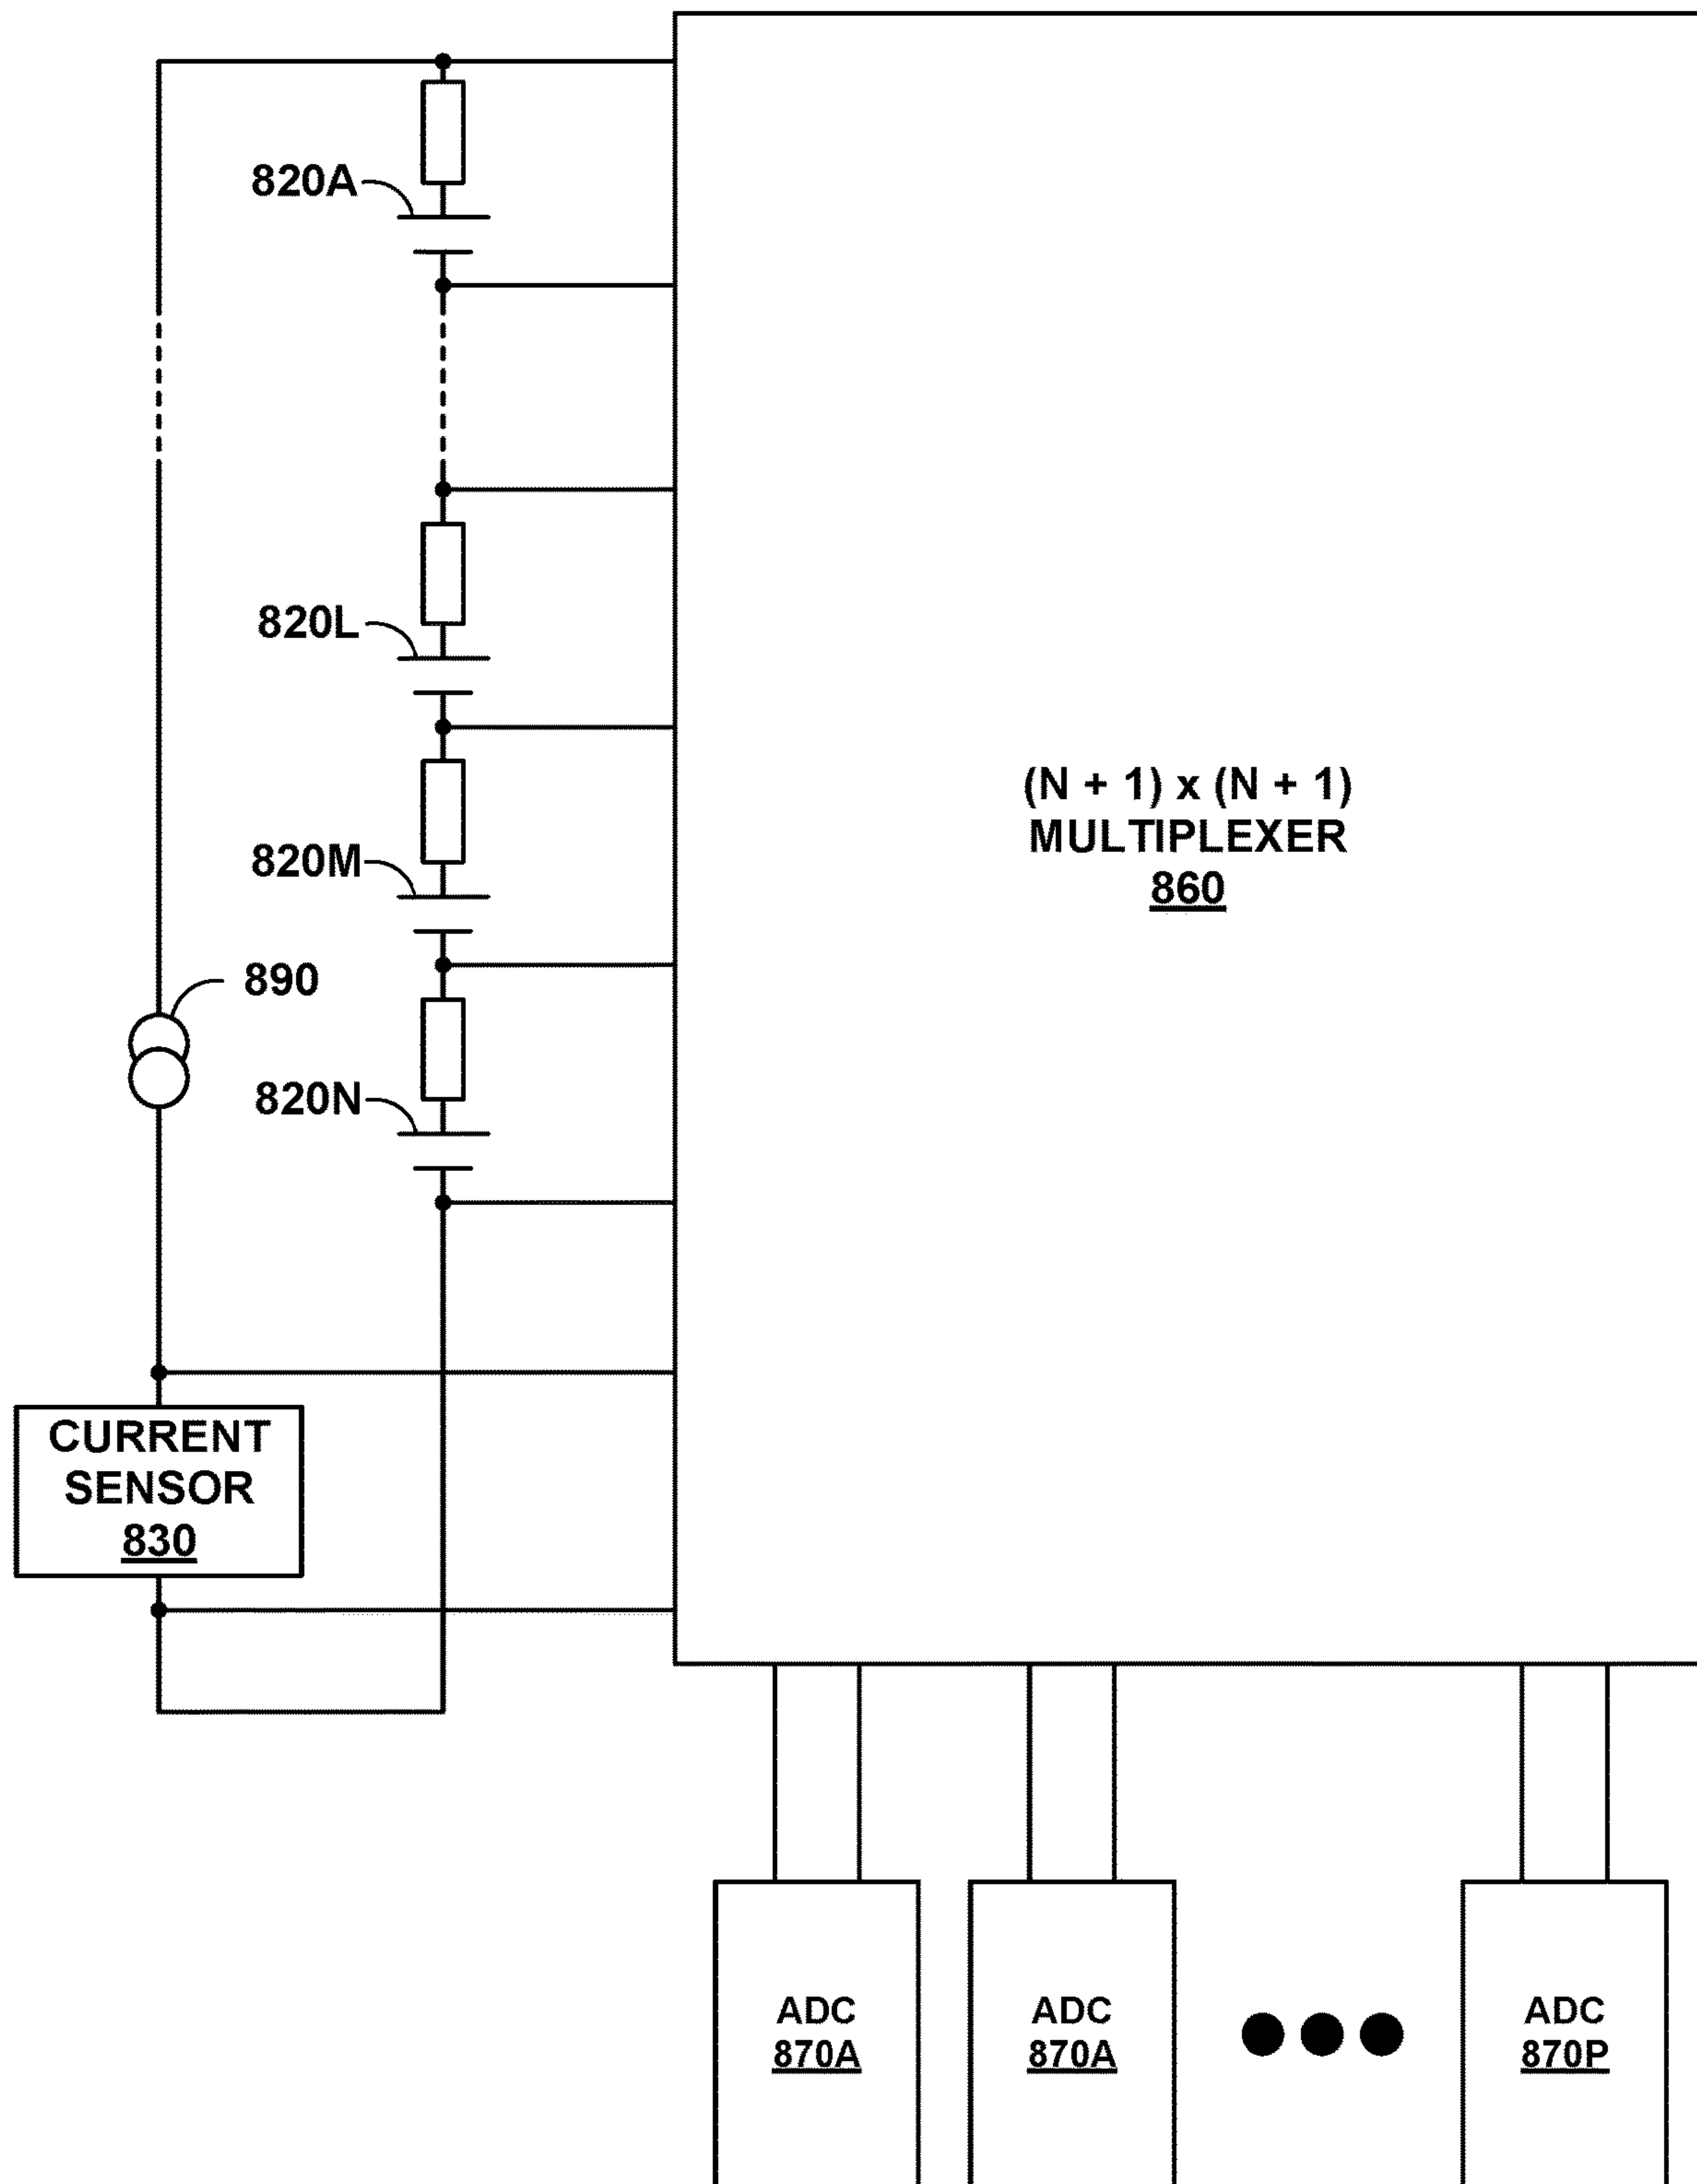 820A
820L
(N + 1) x (N + 1)
MULTIPLEXER
860
820M
890
820N
CURRENT
SENSOR
830
ADC
870A
ADC
870A
ADC
870P